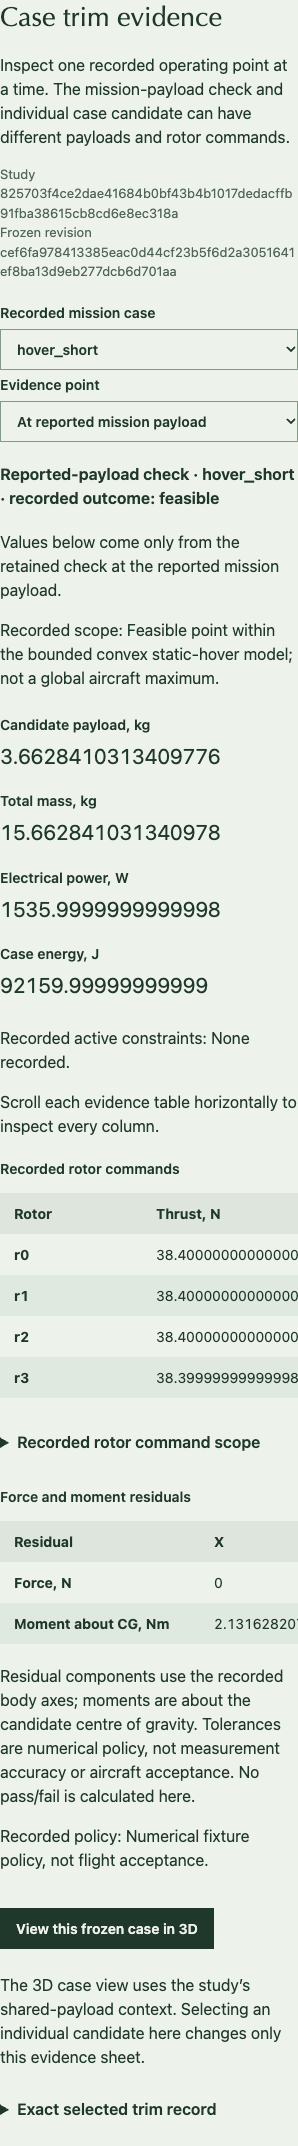 Case trim evidence
Inspect one recorded operating point at
a time. The mission-payload check and
individual case candidate can have
different payloads and rotor commands.
Study
825703f4ce2dae41684b0bf43b4b1017dedacffb
91fba38615cb8cd6e8ec318a
Frozen revision
cef6fa978413385eac0d44cf23b5f6d2a3051641
ef8ba13d9eb277dcb6d701aa
Recorded mission case
hover_short
Evidence point
At reported mission payload
Reported-payload check · hover_short
· recorded outcome: feasible
Values below come only from the
retained check at the reported mission
payload.
Recorded scope: Feasible point within
the bounded convex static-hover model;
not a global aircraft maximum.
Candidate payload, kg
3.6628410313409776
Total mass, kg
15.662841031340978
Electrical power, W
1535.9999999999998
Case energy, J
92159.99999999999
Recorded active constraints: None
recorded.
Scroll each evidence table horizontally to
inspect every column.
Recorded rotor commands
Rotor Thrust, N
r0 38.40000000000000
r1 38.40000000000000
r2 38.40000000000000
r3 38.39999999999998
Recorded rotor command scope
Force and moment residuals
Residual X
Force, N 0
Moment about CG, Nm 2.131628207
Residual components use the recorded
body axes; moments are about the
candidate centre of gravity. Tolerances
are numerical policy, not measurement
accuracy or aircraft acceptance. No
pass/fail is calculated here.
Recorded policy: Numerical fixture
policy, not flight acceptance.
View this frozen case in 3D
The 3D case view uses the study's
shared-payload context. Selecting an
individual candidate here changes only
this evidence sheet.
Exact selected trim record